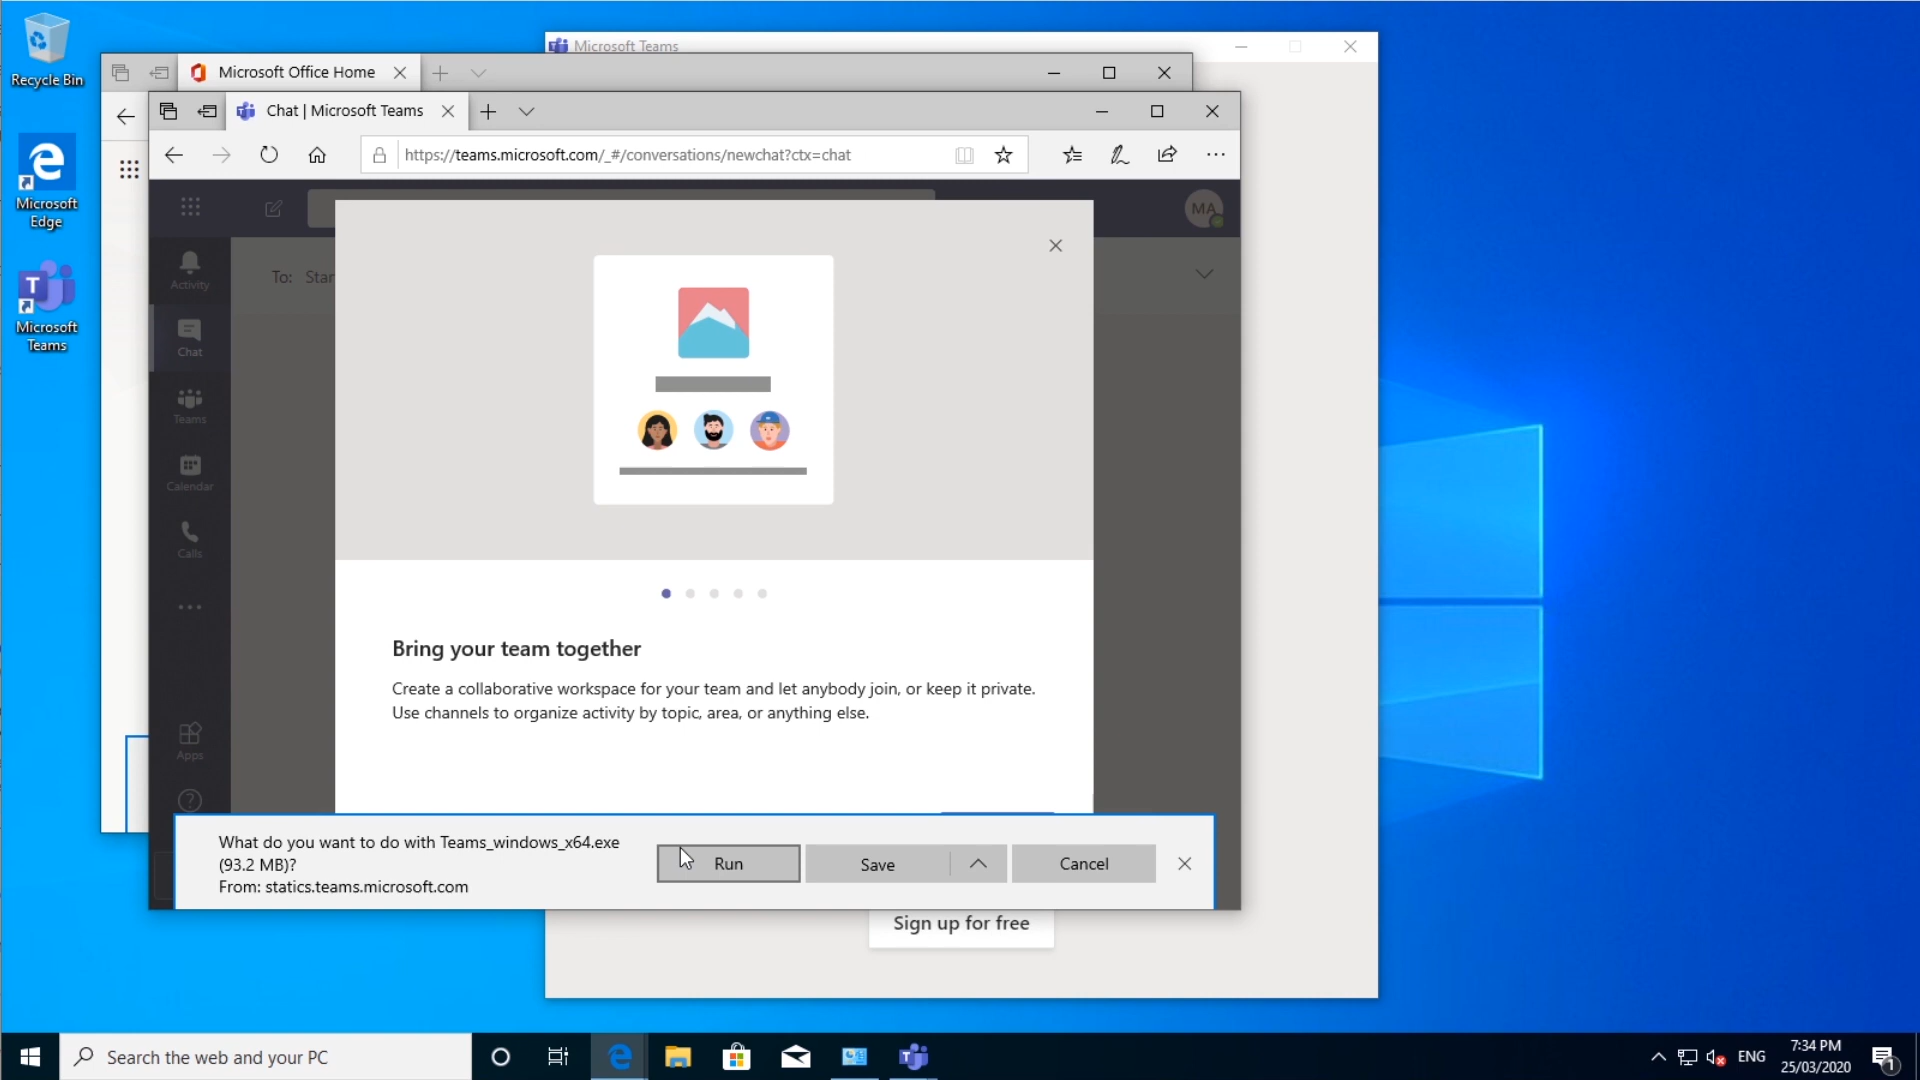 Recycle Bin
Microsoft
Edge
Microsoft
Teams
Microsoft Teams
Microsoft Office Home
Chat | Microsoft Teams
https://teams.microsoft.com/_#/conversations/newchat?ctx=chat
MA
Activity
To: Star
Chat
Teams
Calendar
Calls
Apps
Bring your team together
Create a collaborative workspace for your team and let anybody join, or keep it private.
Use channels to organize activity by topic, area, or anything else.
What do you want to do with Teams_windows_x64.exe
(93.2 MB)?
From: statics.teams.microsoft.com
Run
Save
Cancel
Sign up for free
Search the web and your PC
ENG
7:34 PM
25/03/2020
1